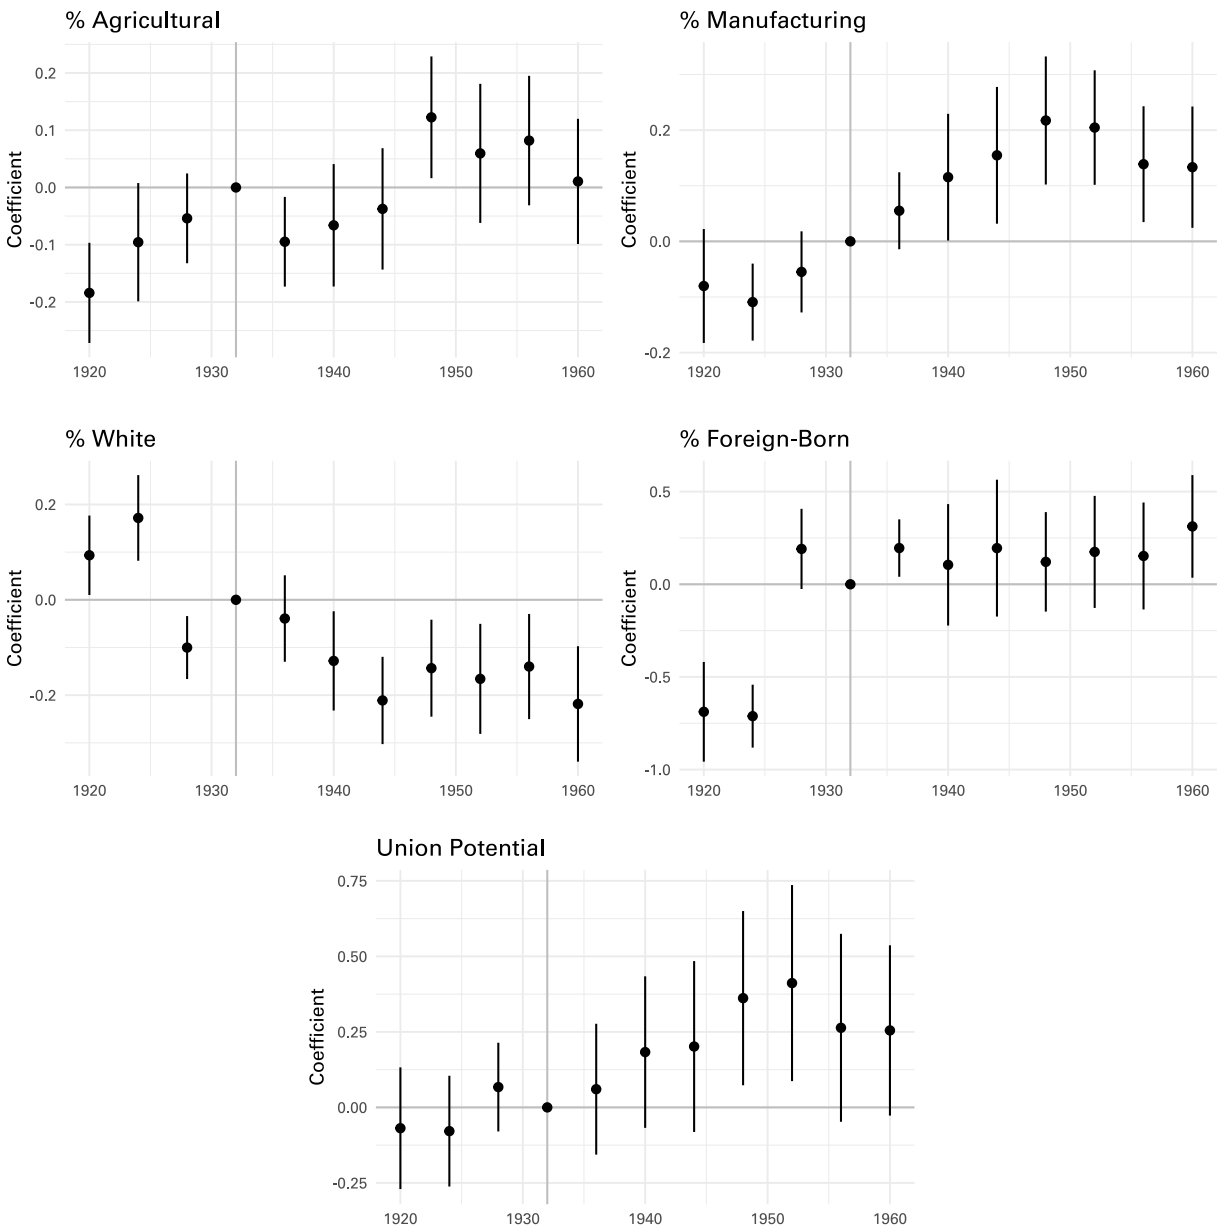 % Agricultural
Coefficient
0.2
0.1
0.0
-0.1
-0.2
1920 1930 1940 1950 1960
% Manufacturing
Coefficient
0.2
0.0
-0.2
1920 1930 1940 1950 1960
% White
Coefficient
0.2
0.0
-0.2
1920 1930 1940 1950 1960
% Foreign-Born
Coefficient
0.5
0.0
-0.5
-1.0
1920 1930 1940 1950 1960
Union Potential
Coefficient
0.75
0.50
0.25
0.00
-0.25
1920 1930 1940 1950 1960